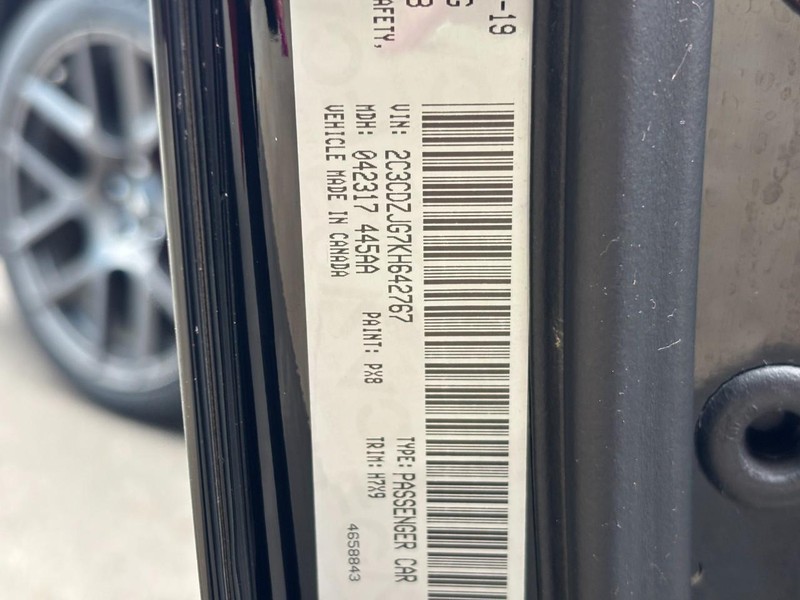 -19
G
8
AFETY,
VIN: 2C3CDZJG7KH642767
TYPE: PASSENGER CAR
MDH: 042317 445AA
PAINT: PX8
TRIM: H7X9
VEHICLE MADE IN CANADA
4658843